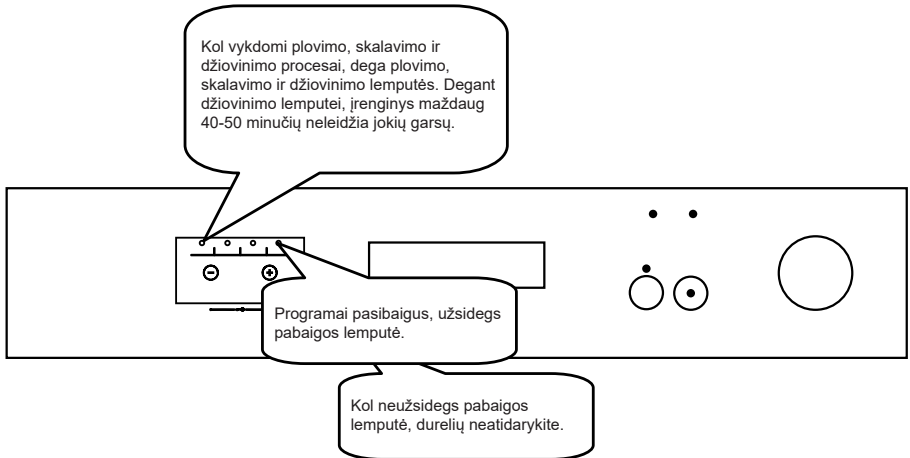 Kol vykdomi plovimo, skalavimo ir
džiovinimo procesai, dega plovimo,
skalavimo ir džiovinimo lemputės. Degant
džiovinimo lemputei, įrenginys maždaug
40-50 minučių neleidžia jokių garsų.
Programai pasibaigus, užsidegs
pabaigos lemputė.
Kol neužsidegs pabaigos
lemputė, durelių neatidarykite.